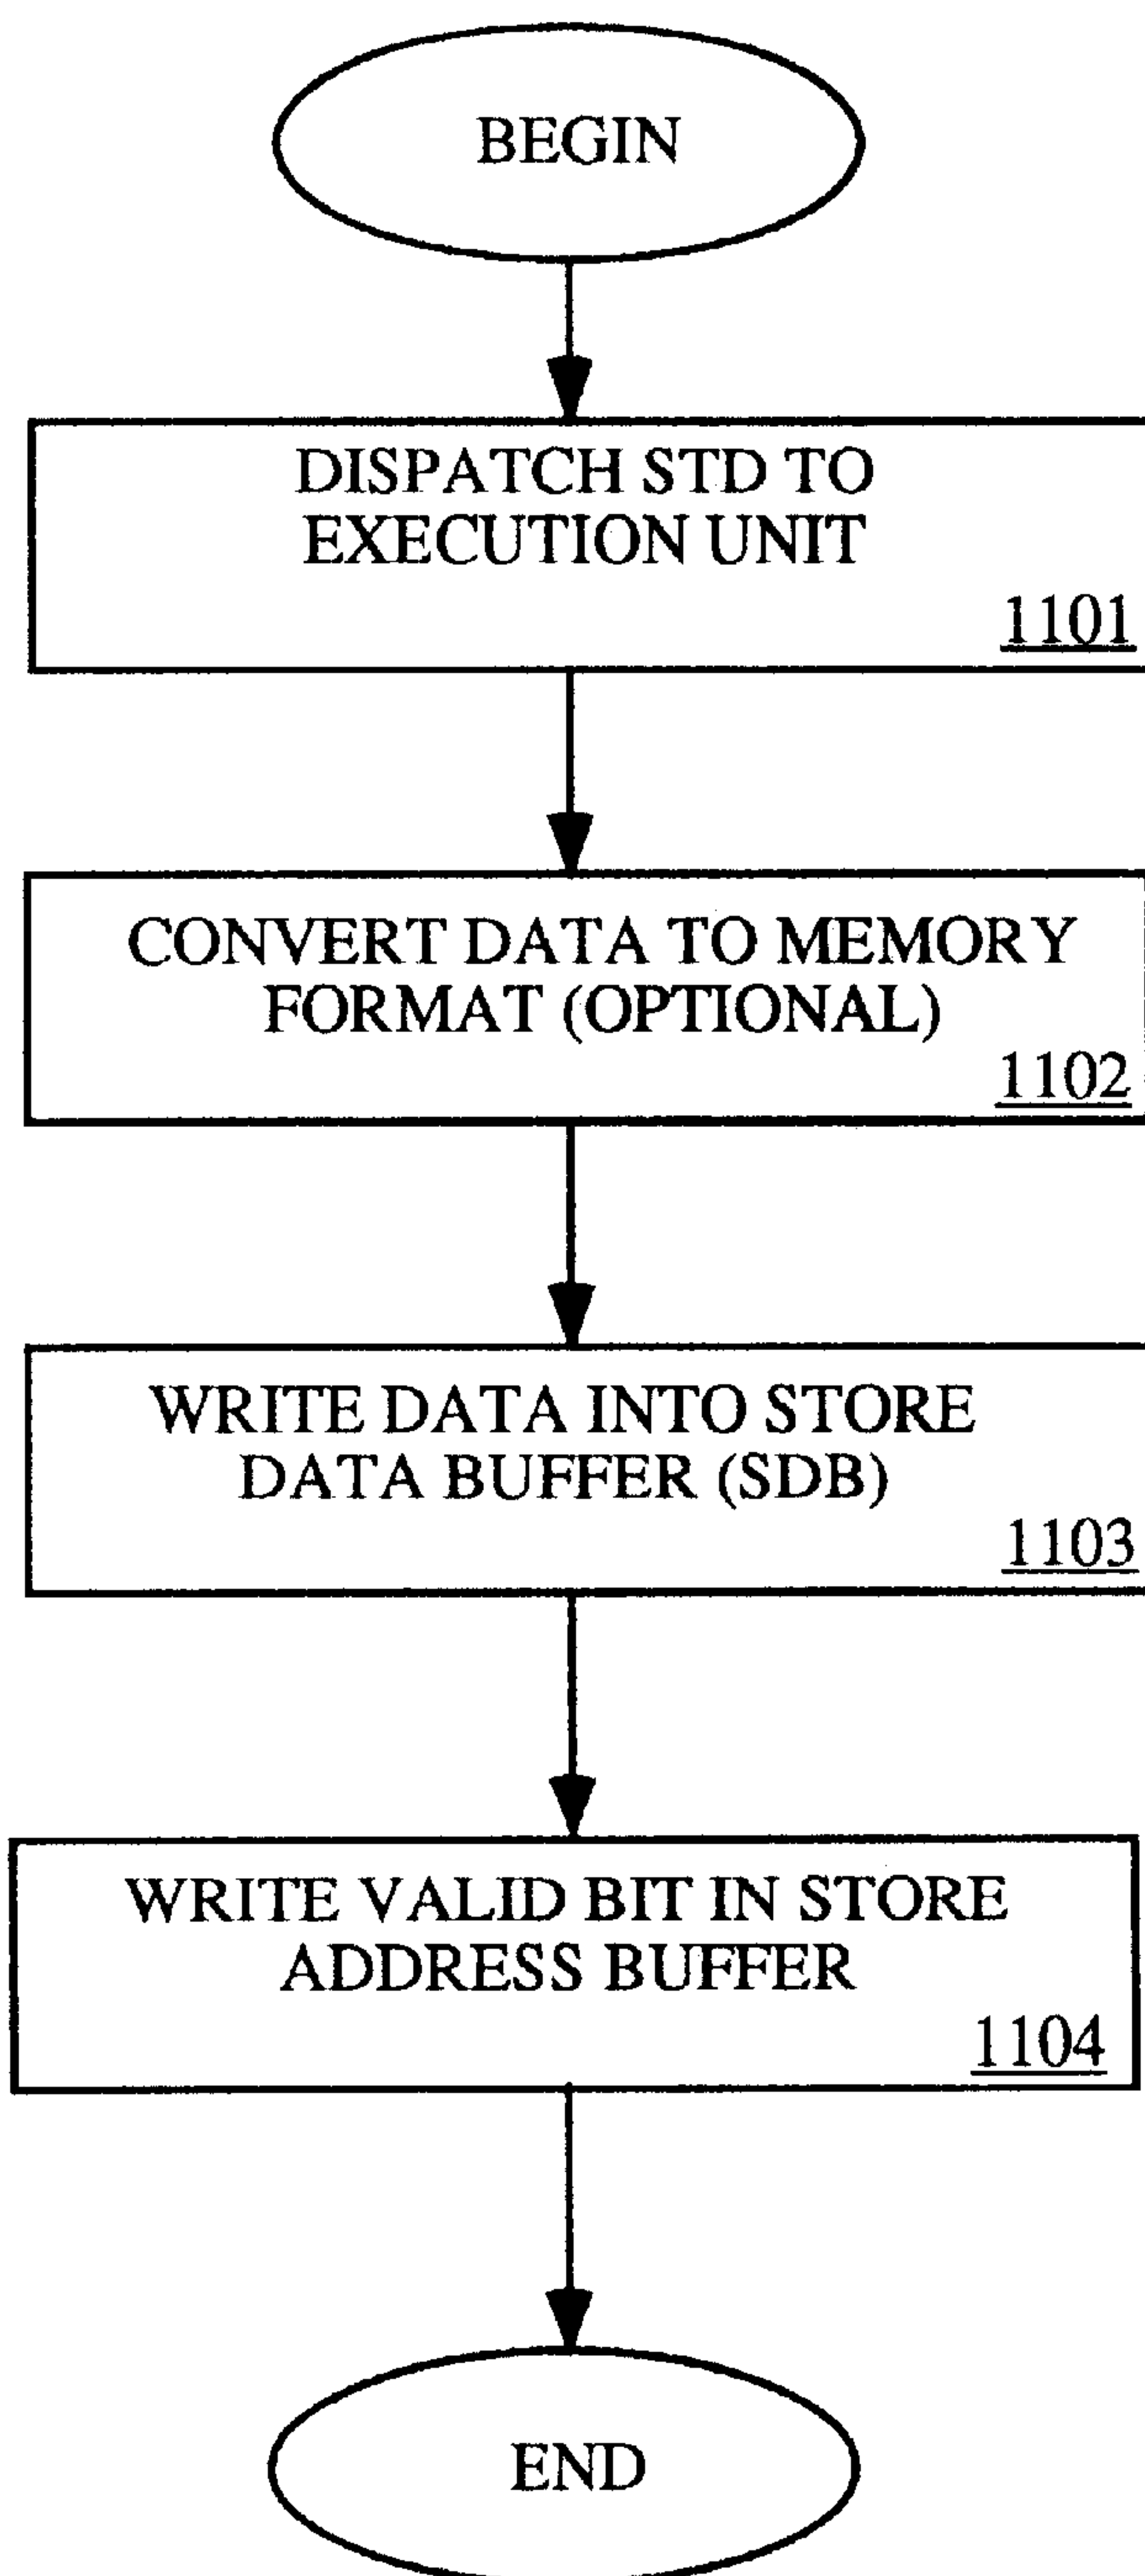 BEGIN
DISPATCH STD TO
EXECUTION UNIT
1101
CONVERT DATA TO MEMORY
FORMAT (OPTIONAL)
1102
WRITE DATA INTO STORE
DATA BUFFER (SDB)
1103
WRITE VALID BIT IN STORE
ADDRESS BUFFER
1104
END